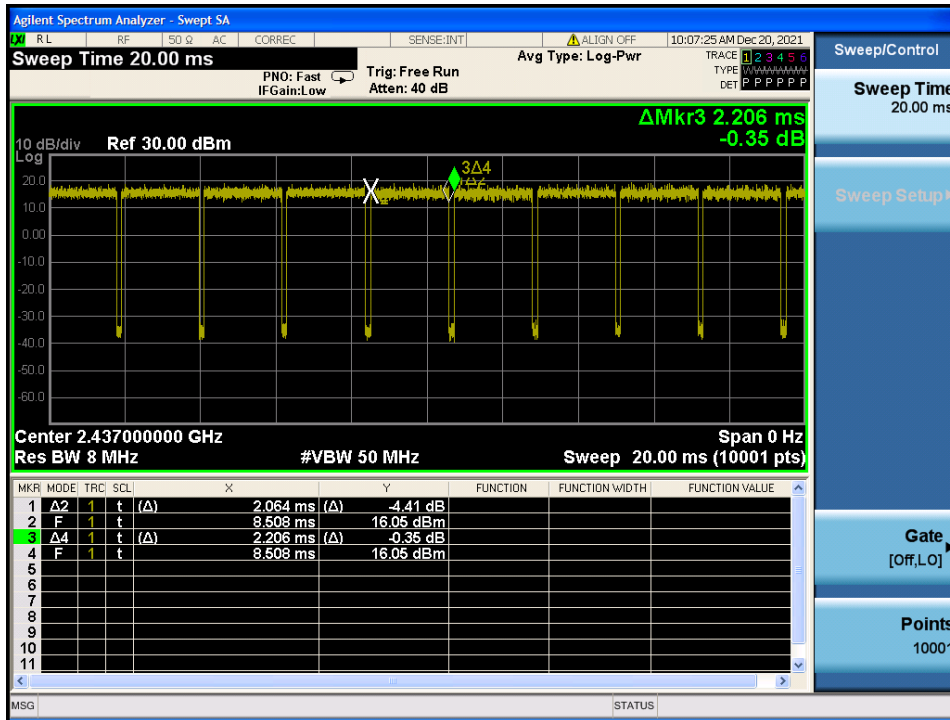 Agilent Spectrum Analyzer - Swept SA
LXI RL RF 50 Ω AC CORREC SENSE:INT ALIGN OFF 10:07:25 AM Dec 20, 2021
Sweep Time 20.00 ms
PNO: Fast
IFGain:Low
Trig: Free Run
Atten: 40 dB
Avg Type: Log-Pwr
TRACE 1 2 3 4 5 6
TYPE WWWWWW
DET P P P P P P
ΔMkr3 2.206 ms
-0.35 dB
10 dB/div Ref 30.00 dBm
Log
3Δ4
20.0
10.0
0.00
-10.0
-20.0
-30.0
-40.0
-50.0
-60.0
Center 2.437000000 GHz Span 0 Hz
Res BW 8 MHz #VBW 50 MHz Sweep 20.00 ms (10001 pts)
MKR MODE TRC SCL X Y FUNCTION FUNCTION WIDTH FUNCTION VALUE
1 Δ2 1 t (Δ) 2.064 ms (Δ) -4.41 dB
2 F 1 t 8.508 ms 16.05 dBm
3 Δ4 1 t (Δ) 2.206 ms (Δ) -0.35 dB
4 F 1 t 8.508 ms 16.05 dBm
5
6
7
8
9
10
11
MSG STATUS
Sweep/Control
Sweep Time
20.00 ms
Sweep Setup
Gate
[Off,LO]
Points
10001